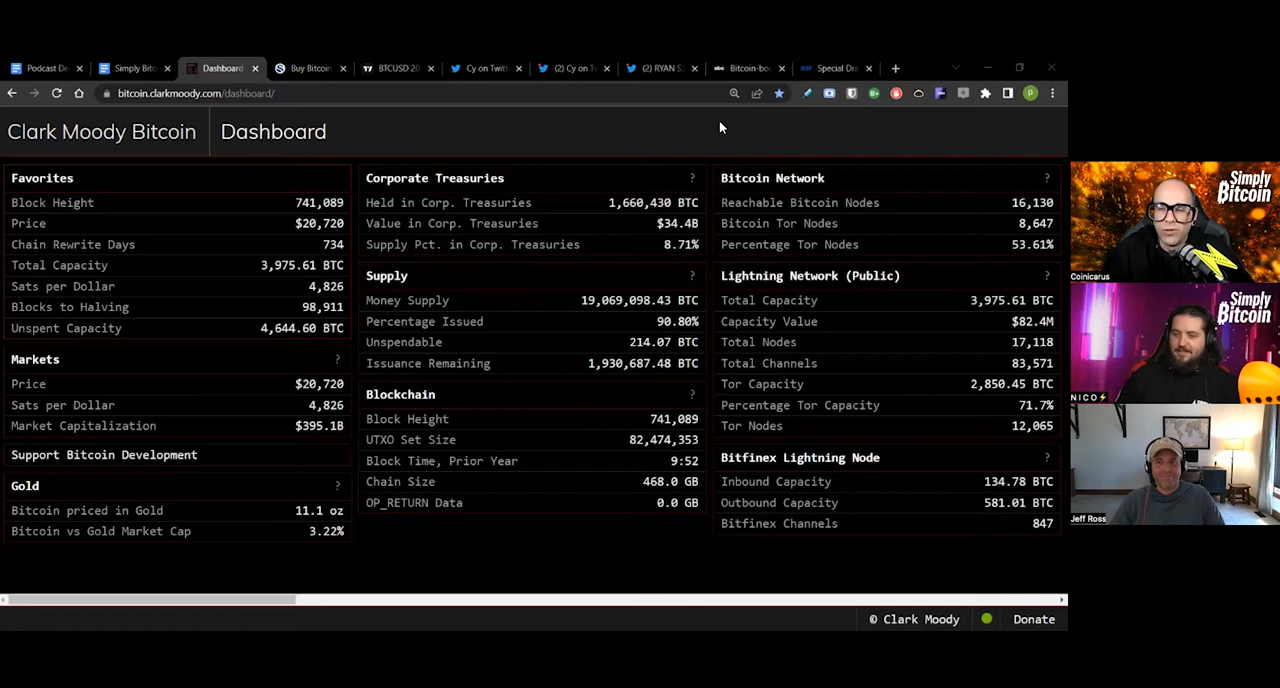 Podcast De
Simply Bitc
Dashboard
Buy Bitcoin
BTCUSD 20
Cy on Twitt
(2) Cy on Tw
(2) RYAN S
Bitcoin-bo
Special Dra
bitcoin.clarkmoody.com/dashboard/
Clark Moody Bitcoin
Dashboard
Favorites
Block Height 741,089
Price $20,720
Chain Rewrite Days 734
Total Capacity 3,975.61 BTC
Sats per Dollar 4,826
Blocks to Halving 98,911
Unspent Capacity 4,644.60 BTC
Markets ?
Price $20,720
Sats per Dollar 4,826
Market Capitalization $395.1B
Support Bitcoin Development
Gold ?
Bitcoin priced in Gold 11.1 oz
Bitcoin vs Gold Market Cap 3.22%
Corporate Treasuries ?
Held in Corp. Treasuries 1,660,430 BTC
Value in Corp. Treasuries $34.4B
Supply Pct. in Corp. Treasuries 8.71%
Supply ?
Money Supply 19,069,098.43 BTC
Percentage Issued 90.80%
Unspendable 214.07 BTC
Issuance Remaining 1,930,687.48 BTC
Blockchain ?
Block Height 741,089
UTXO Set Size 82,474,353
Block Time, Prior Year 9:52
Chain Size 468.0 GB
OP_RETURN Data 0.0 GB
Bitcoin Network ?
Reachable Bitcoin Nodes 16,130
Bitcoin Tor Nodes 8,647
Percentage Tor Nodes 53.61%
Lightning Network (Public) ?
Total Capacity 3,975.61 BTC
Capacity Value $82.4M
Total Nodes 17,118
Total Channels 83,571
Tor Capacity 2,850.45 BTC
Percentage Tor Capacity 71.7%
Tor Nodes 12,065
Bitfinex Lightning Node ?
Inbound Capacity 134.78 BTC
Outbound Capacity 581.01 BTC
Bitfinex Channels 847
© Clark Moody
Donate
Simply
Bitcoin
Coinicarus
Simply
Bitcoin
NICO⚡
Jeff Ross